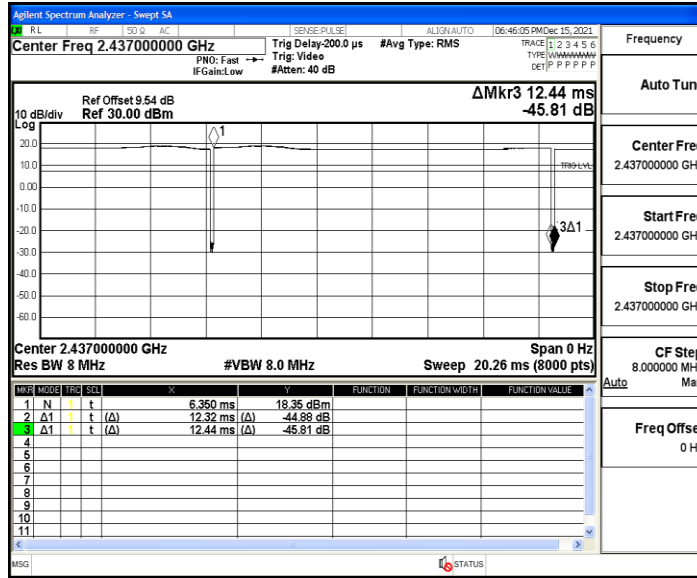 Agilent Spectrum Analyzer - Swept SA
RL RF 50 Ω AC SENSE:PULSE ALIGNAUTO 06:46:05 PM Dec 15, 2021
Center Freq 2.437000000 GHz
PNO: Fast
IFGain:Low
Trig Delay-200.0 µs
Trig: Video
#Atten: 40 dB
#Avg Type: RMS
TRACE 1 2 3 4 5 6
TYPE
DET P P P P P P
ΔMkr3 12.44 ms
-45.81 dB
Ref Offset 9.54 dB
10 dB/div Ref 30.00 dBm
Log
20.0
10.0
0.00
-10.0
-20.0
-30.0
-40.0
-50.0
-60.0
1
TRIG LVL
3Δ1
Center 2.437000000 GHz Span 0 Hz
Res BW 8 MHz #VBW 8.0 MHz Sweep 20.26 ms (8000 pts)
MKR MODE TRC SCL X Y FUNCTION FUNCTION WIDTH FUNCTION VALUE
1 N 1 t 6.350 ms 18.35 dBm
2 Δ1 1 t (Δ) 12.32 ms (Δ) -44.88 dB
3 Δ1 1 t (Δ) 12.44 ms (Δ) -45.81 dB
4
5
6
7
8
9
10
11
MSG STATUS
Frequency
Auto Tun
Center Fre
2.437000000 GH
Start Fre
2.437000000 GH
Stop Fre
2.437000000 GH
CF Step
8.000000 MH
Auto Ma
Freq Offse
0 H